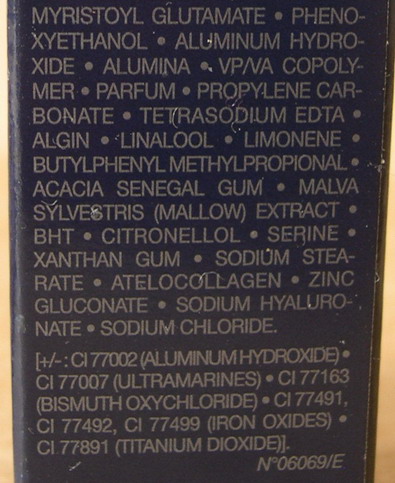 MYRISTOYL GLUTAMATE • PHENO-
XYETHANOL • ALUMINUM HYDRO-
XIDE • ALUMINA • VP/VA COPOLY-
MER • PARFUM • PROPYLENE CAR-
BONATE • TETRASODIUM EDTA •
ALGIN • LINALOOL • LIMONENE •
BUTYLPHENYL METHYLPROPIONAL •
ACACIA SENEGAL GUM • MALVA
SYLVESTRIS (MALLOW) EXTRACT •
BHT • CITRONELLOL • SERINE •
XANTHAN GUM • SODIUM STEA-
RATE • ATELOCOLLAGEN • ZINC
GLUCONATE • SODIUM HYALURO-
NATE • SODIUM CHLORIDE.
[+/- : CI 77002 (ALUMINUM HYDROXIDE) •
CI 77007 (ULTRAMARINES) • CI 77163
(BISMUTH OXYCHLORIDE) • CI 77491,
CI 77492, CI 77499 (IRON OXIDES) •
CI 77891 (TITANIUM DIOXIDE)].
N°06069/E